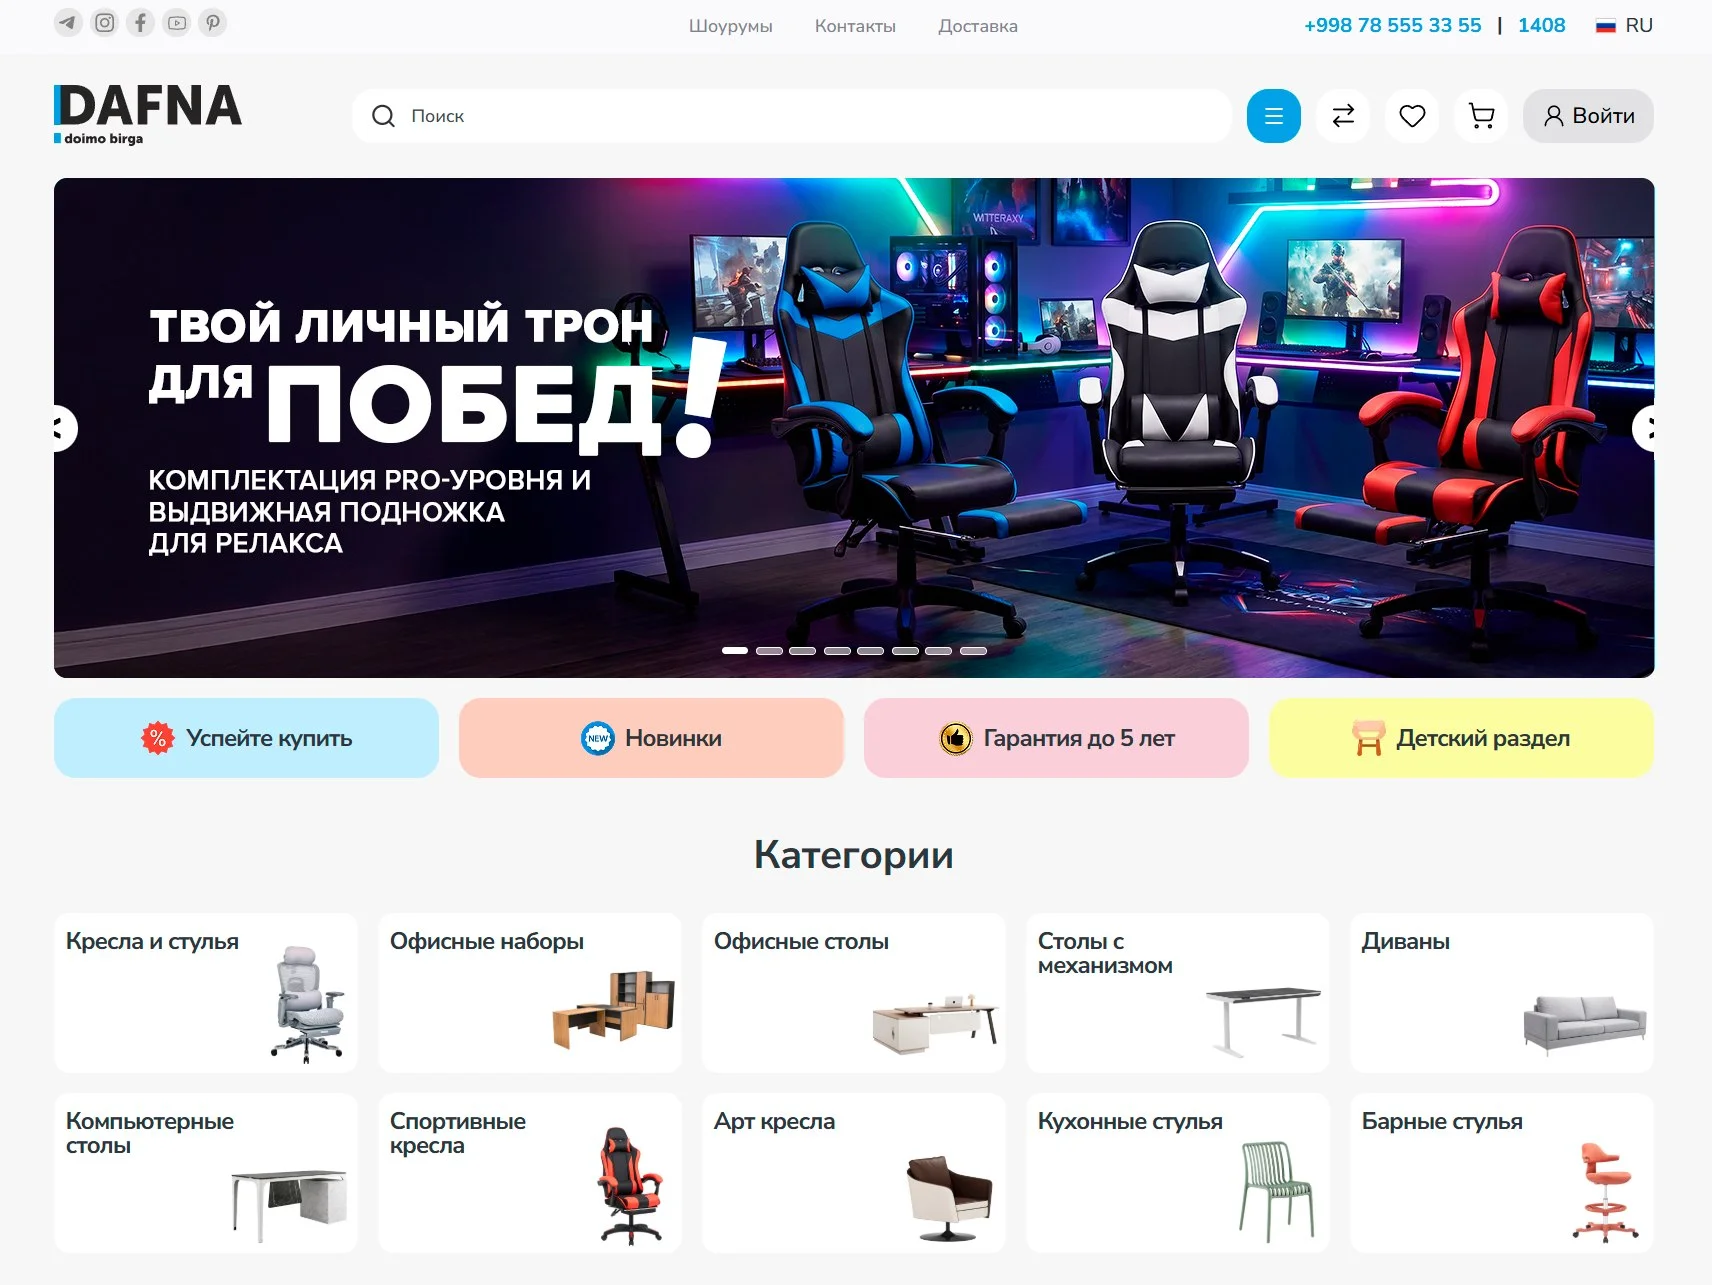 Шоурумы
Контакты
Доставка
+998 78 555 33 55 | 1408
RU
DAFNA
doimo birga
Поиск
Войти
WITTERAXY
ТВОЙ ЛИЧНЫЙ ТРОН
ДЛЯ ПОБЕД!
КОМПЛЕКТАЦИЯ PRO-УРОВНЯ И
ВЫДВИЖНАЯ ПОДНОЖКА
ДЛЯ РЕЛАКСА
% Успейте купить
NEW Новинки
Гарантия до 5 лет
Детский раздел
Категории
Кресла и стулья
Офисные наборы
Офисные столы
Столы с
механизмом
Диваны
Компьютерные
столы
Спортивные
кресла
Арт кресла
Кухонные стулья
Барные стулья